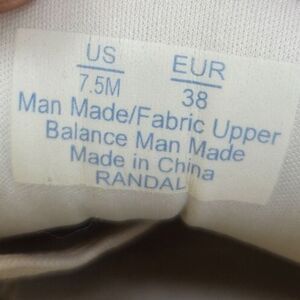 US EUR
7.5M 38
Man Made/Fabric Upper
Balance Man Made
Made in China
RANDAL